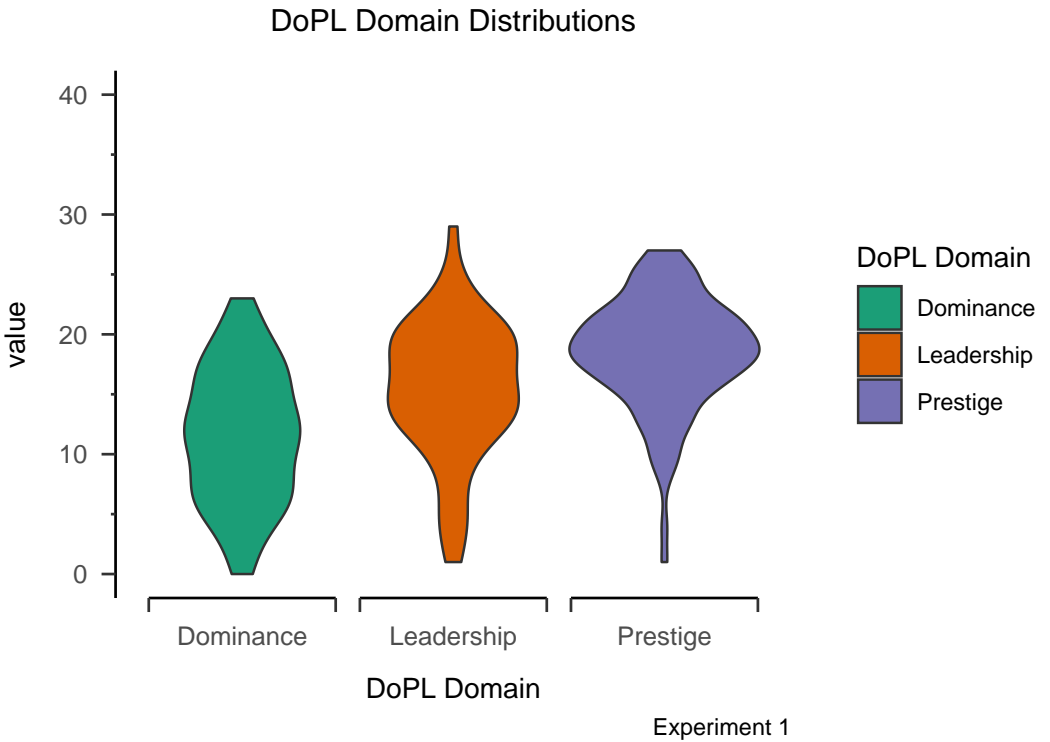 DoPL Domain Distributions
40
30
20
10
0
value
Dominance
Leadership
Prestige
DoPL Domain
Experiment 1
DoPL Domain
Dominance
Leadership
Prestige